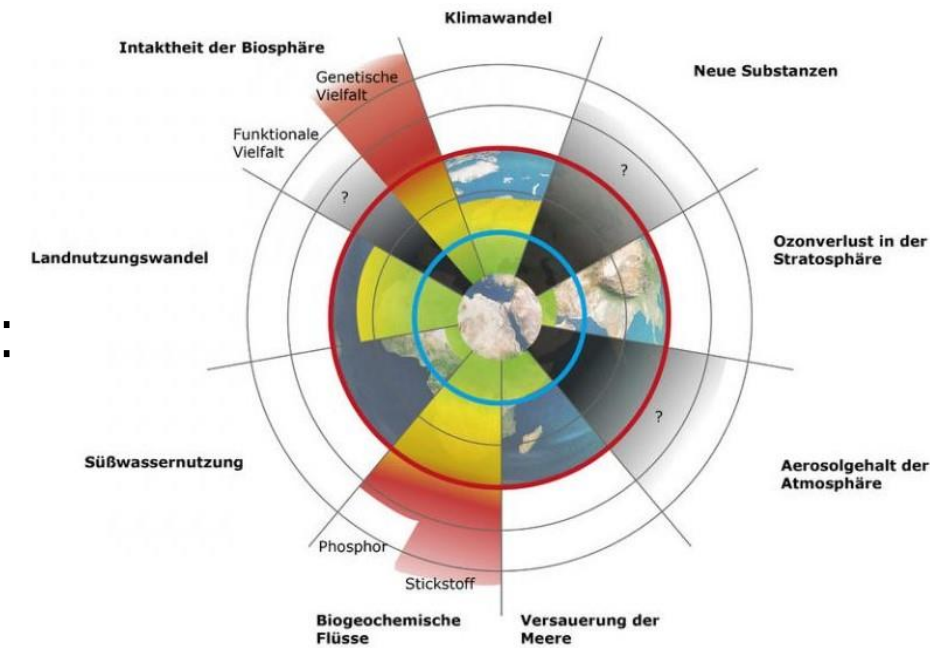 Klimawandel
Intaktheit der Biosphäre
Neue Substanzen
Genetische
Vielfalt
Funktionale
Vielfalt
?
?
Ozonverlust in der
Stratosphäre
Landnutzungswandel
:
?
Süßwassernutzung
Aerosolgehalt der
Atmosphäre
Phosphor
Stickstoff
Biogeochemische
Flüsse
Versauerung der
Meere